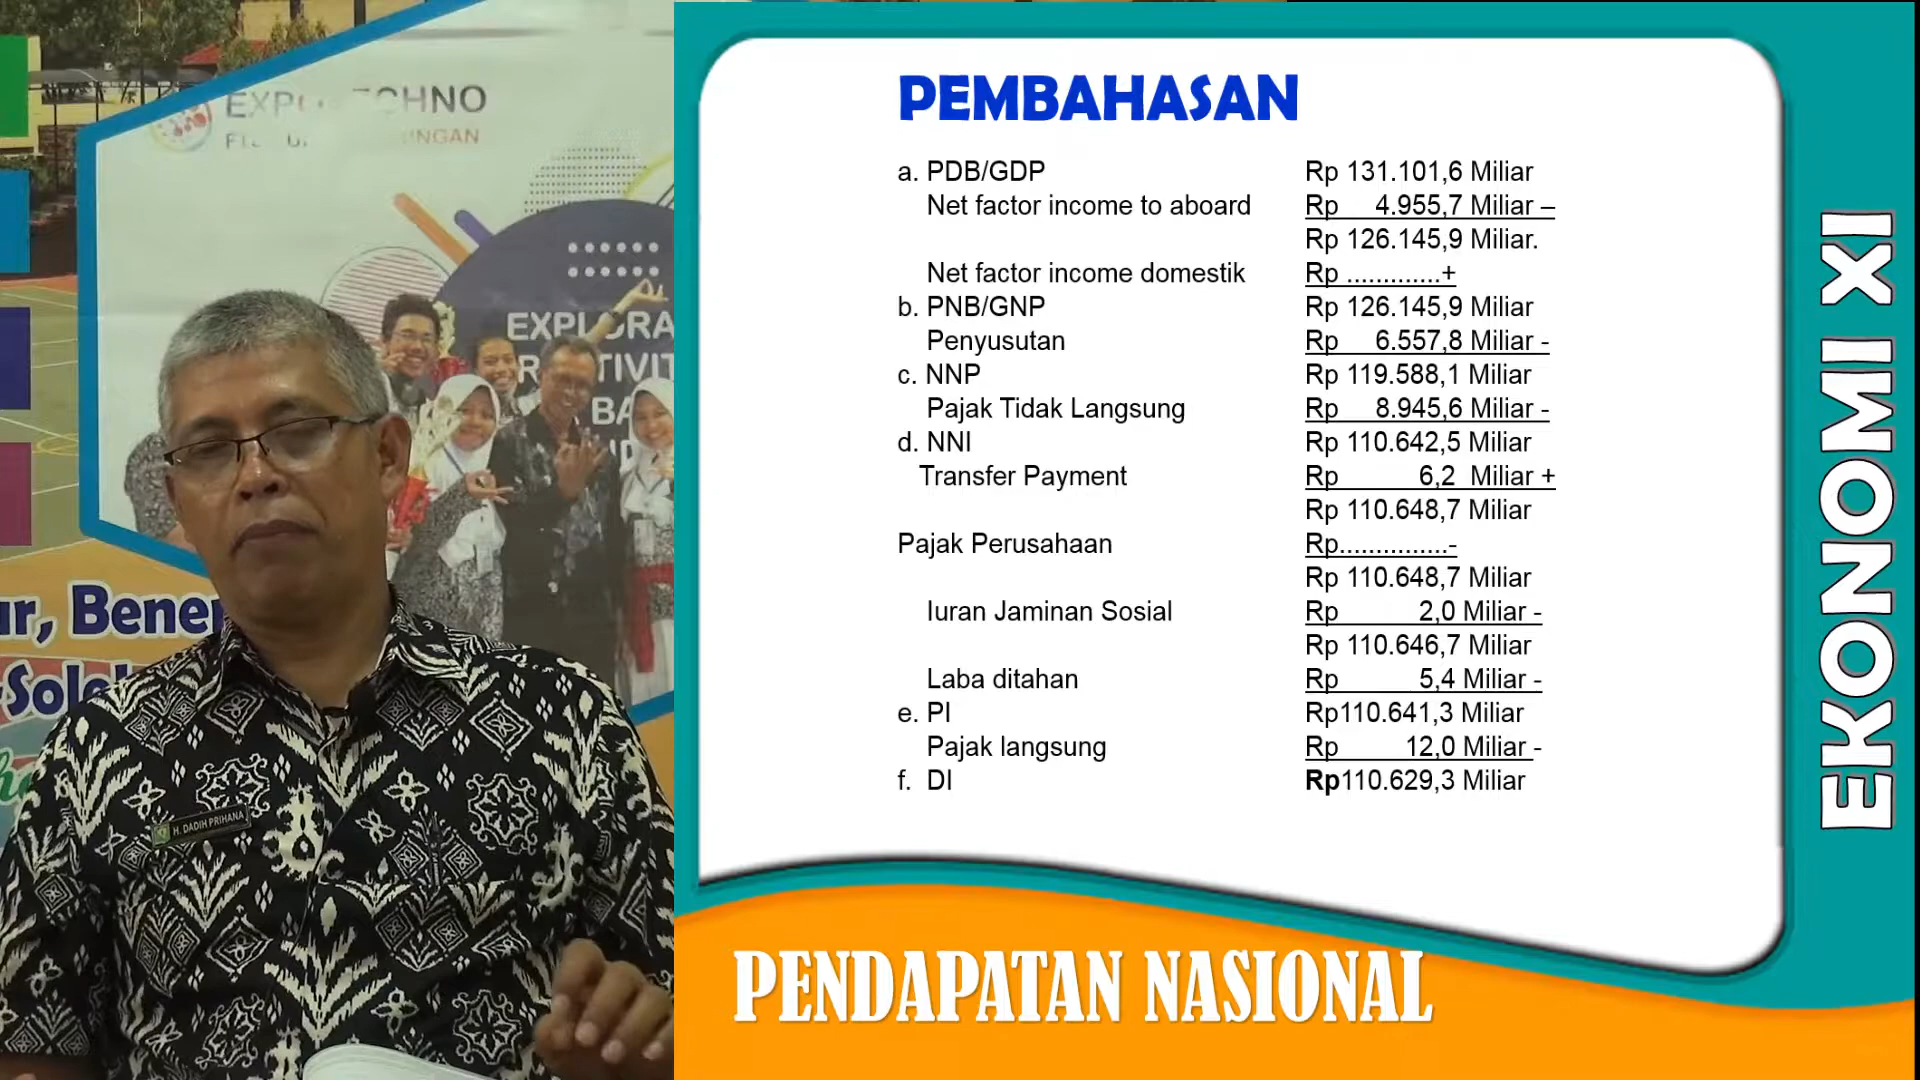 PEMBAHASAN
a. PDB/GDP Rp 131.101,6 Miliar
Net factor income to aboard Rp 4.955,7 Miliar –
Rp 126.145,9 Miliar.
Net factor income domestik Rp .............+
b. PNB/GNP Rp 126.145,9 Miliar
Penyusutan Rp 6.557,8 Miliar -
c. NNP Rp 119.588,1 Miliar
Pajak Tidak Langsung Rp 8.945,6 Miliar -
d. NNI Rp 110.642,5 Miliar
Transfer Payment Rp 6,2 Miliar +
Rp 110.648,7 Miliar
Pajak Perusahaan Rp...............-
Rp 110.648,7 Miliar
Iuran Jaminan Sosial Rp 2,0 Miliar -
Rp 110.646,7 Miliar
Laba ditahan Rp 5,4 Miliar -
e. PI Rp110.641,3 Miliar
Pajak langsung Rp 12,0 Miliar -
f. DI Rp110.629,3 Miliar
EKONOMI XI
PENDAPATAN NASIONAL
H. DADIH PRIHANA